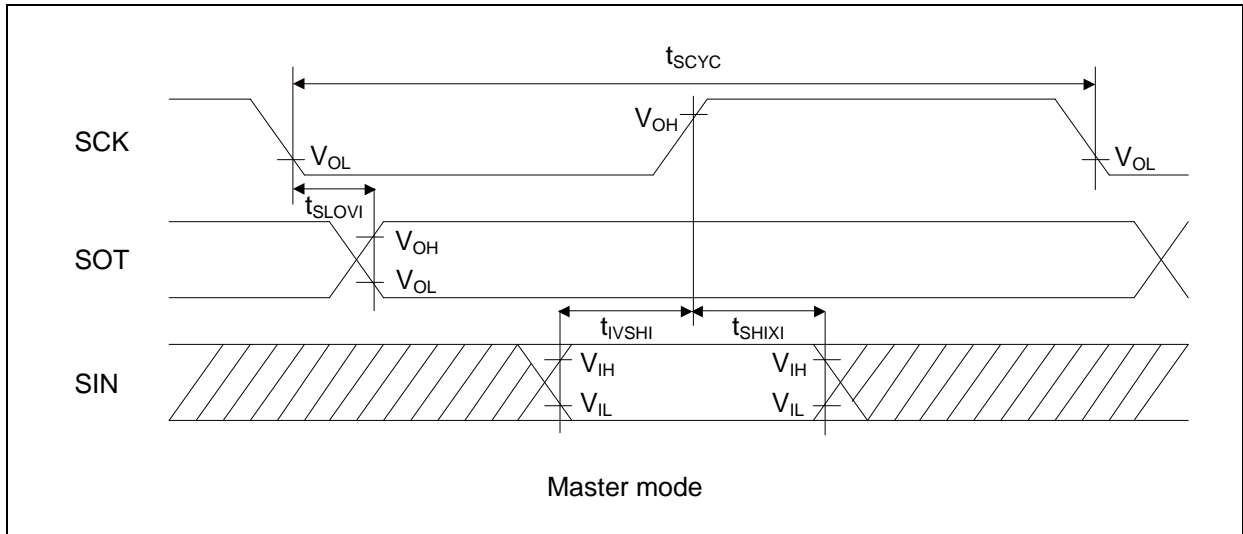 tSCYC
SCK
VOH
VOL
VOL
tSLOVI
SOT
VOH
VOL
tIVSHI
tSHIXI
SIN
VIH
VIH
VIL
VIL
Master mode